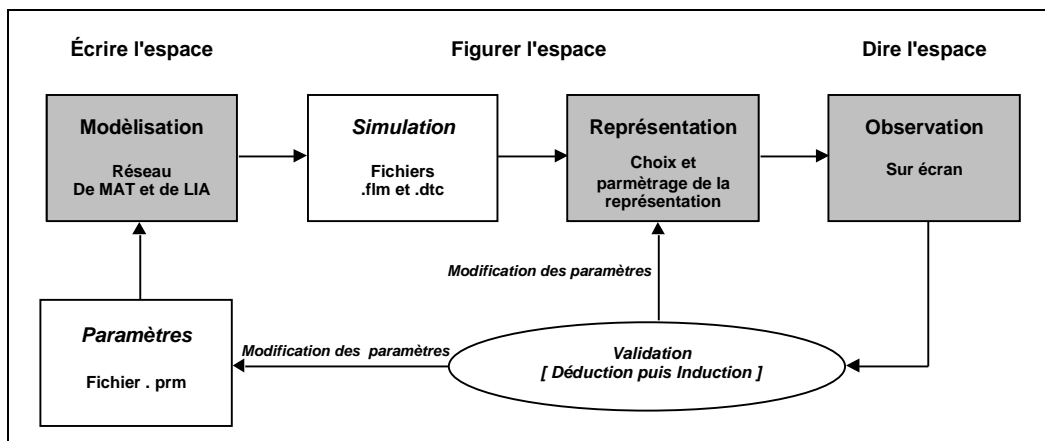 Écrire l'espace
Figurer l'espace
Dire l'espace
Modèlisation
Réseau
De MAT et de LIA
Simulation
Fichiers
.flm et .dtc
Représentation
Choix et
parmètrage de la
représentation
Observation
Sur écran
Modification des paramètres
Paramètres
Fichier . prm
Modification des paramètres
Validation
[ Déduction puis Induction ]